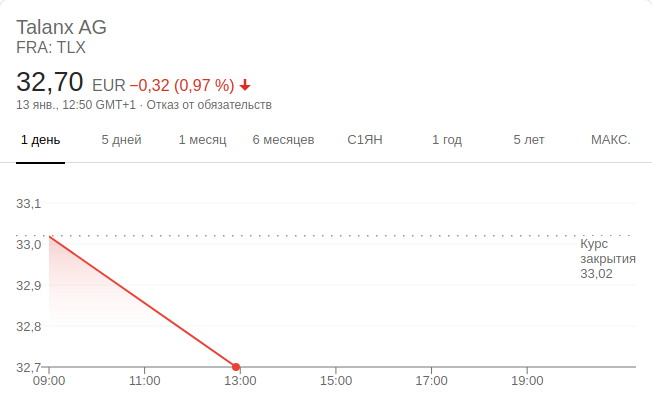 Talanx AG
FRA: TLX
32,70 EUR −0,32 (0,97 %)
13 янв., 12:50 GMT+1 · Отказ от обязательств
1 день 5 дней 1 месяц 6 месяцев С1ЯН 1 год 5 лет МАКС.
33,1
33,0
32,9
32,8
32,7
Курс
закрытия
33,02
09:00 11:00 13:00 15:00 17:00 19:00